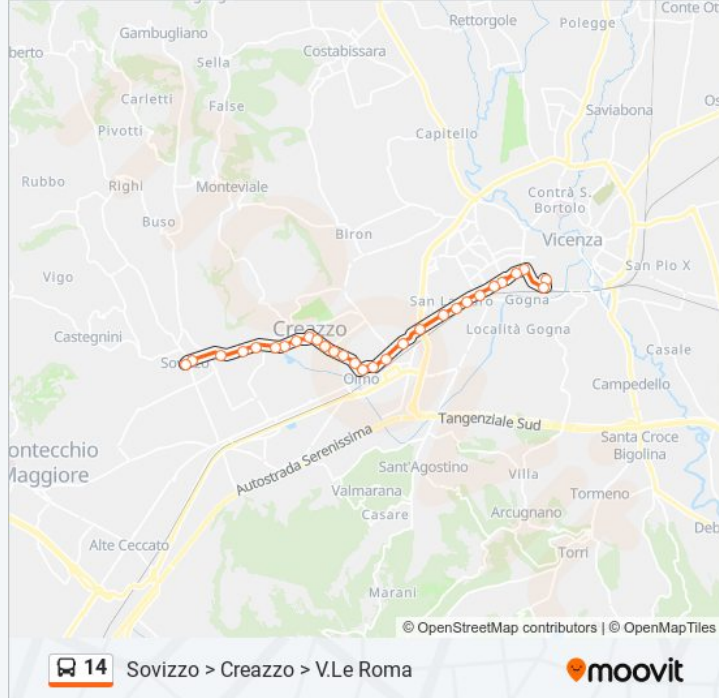 Conte Ot
Rettorgole
Polegge
Gambugliano
berto
Sella
Costabissara
Carletti
False
Os
Saviabona
Pivotti
Capitello
Rubbo
Righi
Monteviale
Contrà S.
Bortolo
Buso
Biron
Vicenza
Vigo
San Pio X
San L
ro
Gogna
Creazzo
Località Gogna
Castegnini
So
zo
Casale
Olmo
Campedello
Tangenziale Sud
ontecchio
Maggiore
Autostrada Serenissima
Santa Croce
Bigolina
Sant'Agostino
Villa
Valmarana
Tormeno
Casare
Arcugnano
Deb
Alte Ceccato
Torri
Marani
© OpenStreetMap contributors | © OpenMapTiles
14 Sovizzo > Creazzo > V.Le Roma
moovit